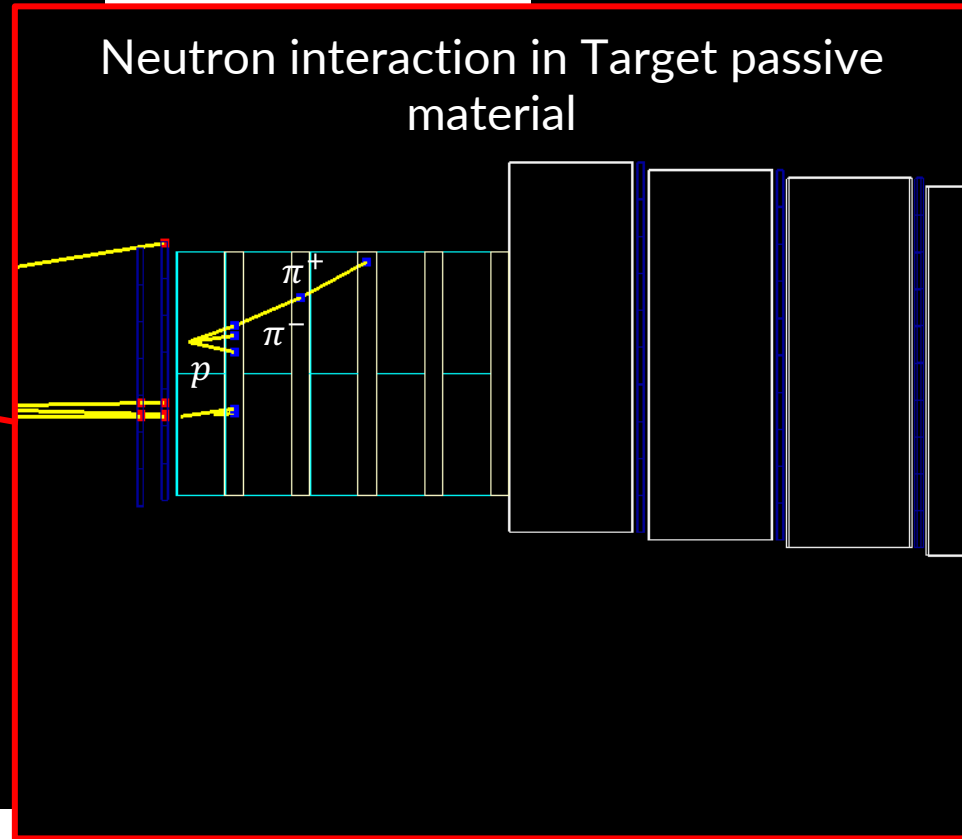 Neutron interaction in Target passive
material
π⁺
π⁻
p